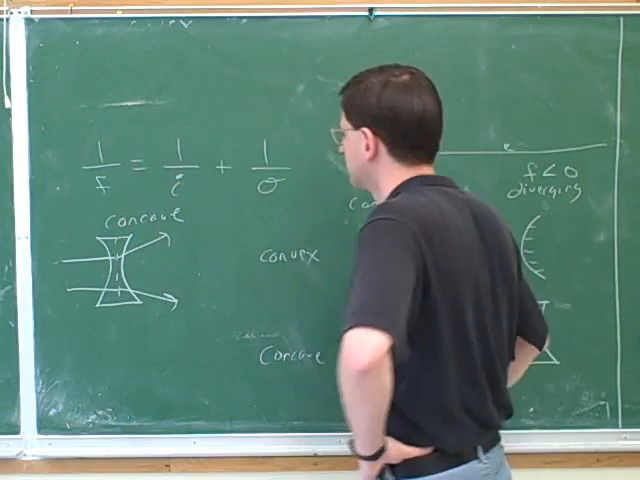 1/f = 1/i + 1/o
f < 0
diverging
concave
convex
Concave